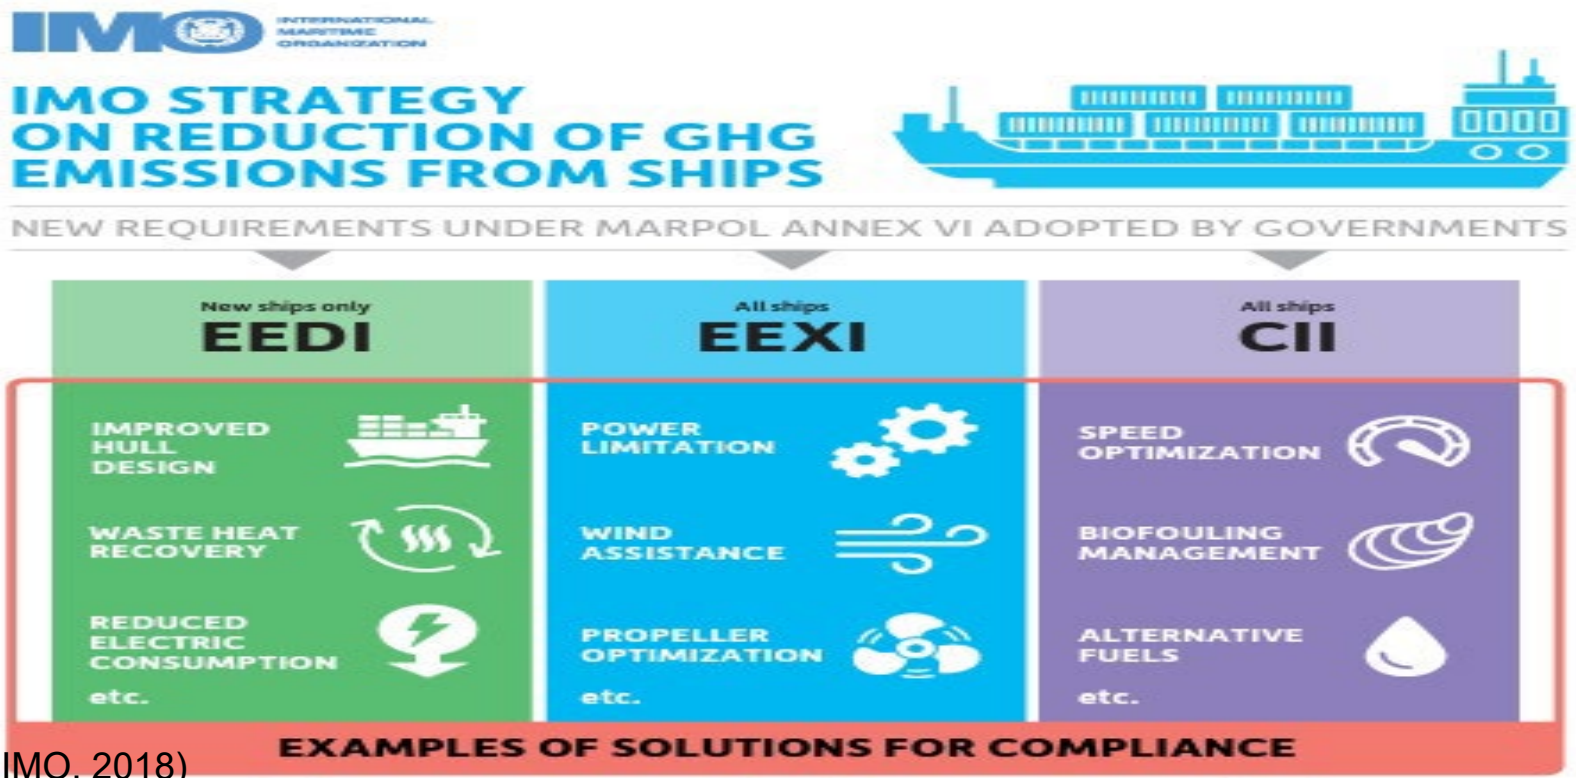 IMO
INTERNATIONAL
MARITIME
ORGANIZATION
IMO STRATEGY
ON REDUCTION OF GHG
EMISSIONS FROM SHIPS
NEW REQUIREMENTS UNDER MARPOL ANNEX VI ADOPTED BY GOVERNMENTS
New ships only
EEDI
IMPROVED
HULL
DESIGN
WASTE HEAT
RECOVERY
REDUCED
ELECTRIC
CONSUMPTION
etc.
All ships
EEXI
POWER
LIMITATION
WIND
ASSISTANCE
PROPELLER
OPTIMIZATION
etc.
All ships
CII
SPEED
OPTIMIZATION
BIOFOULING
MANAGEMENT
ALTERNATIVE
FUELS
etc.
EXAMPLES OF SOLUTIONS FOR COMPLIANCE
IMO, 2018)